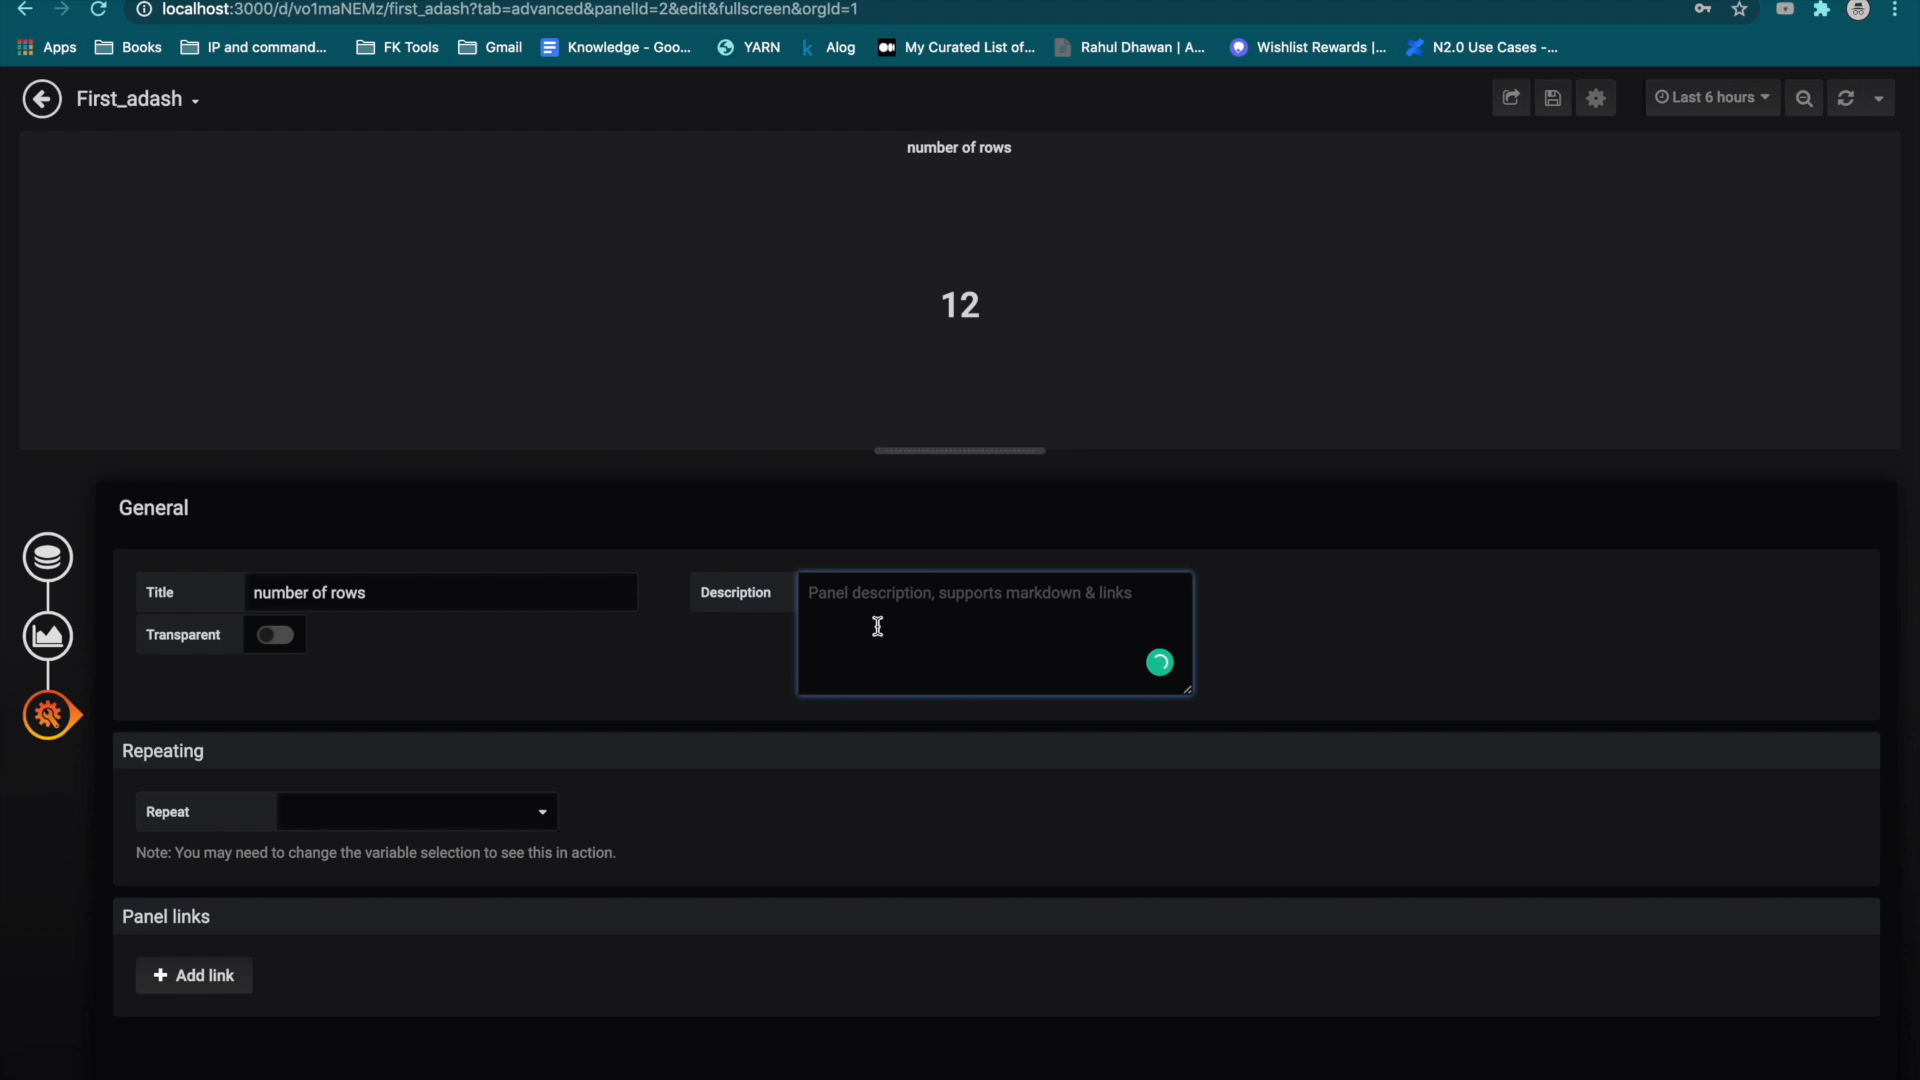 localhost:3000/d/vo1maNEMz/first_adash?tab=advanced&panelId=2&edit&fullscreen&orgId=1
Apps Books IP and command... FK Tools Gmail Knowledge - Goo... YARN Alog My Curated List of... Rahul Dhawan | A... Wishlist Rewards |... N2.0 Use Cases -...
First_adash Last 6 hours
number of rows
12
General
Title number of rows Description Panel description, supports markdown & links
Transparent
Repeating
Repeat
Note: You may need to change the variable selection to see this in action.
Panel links
+ Add link